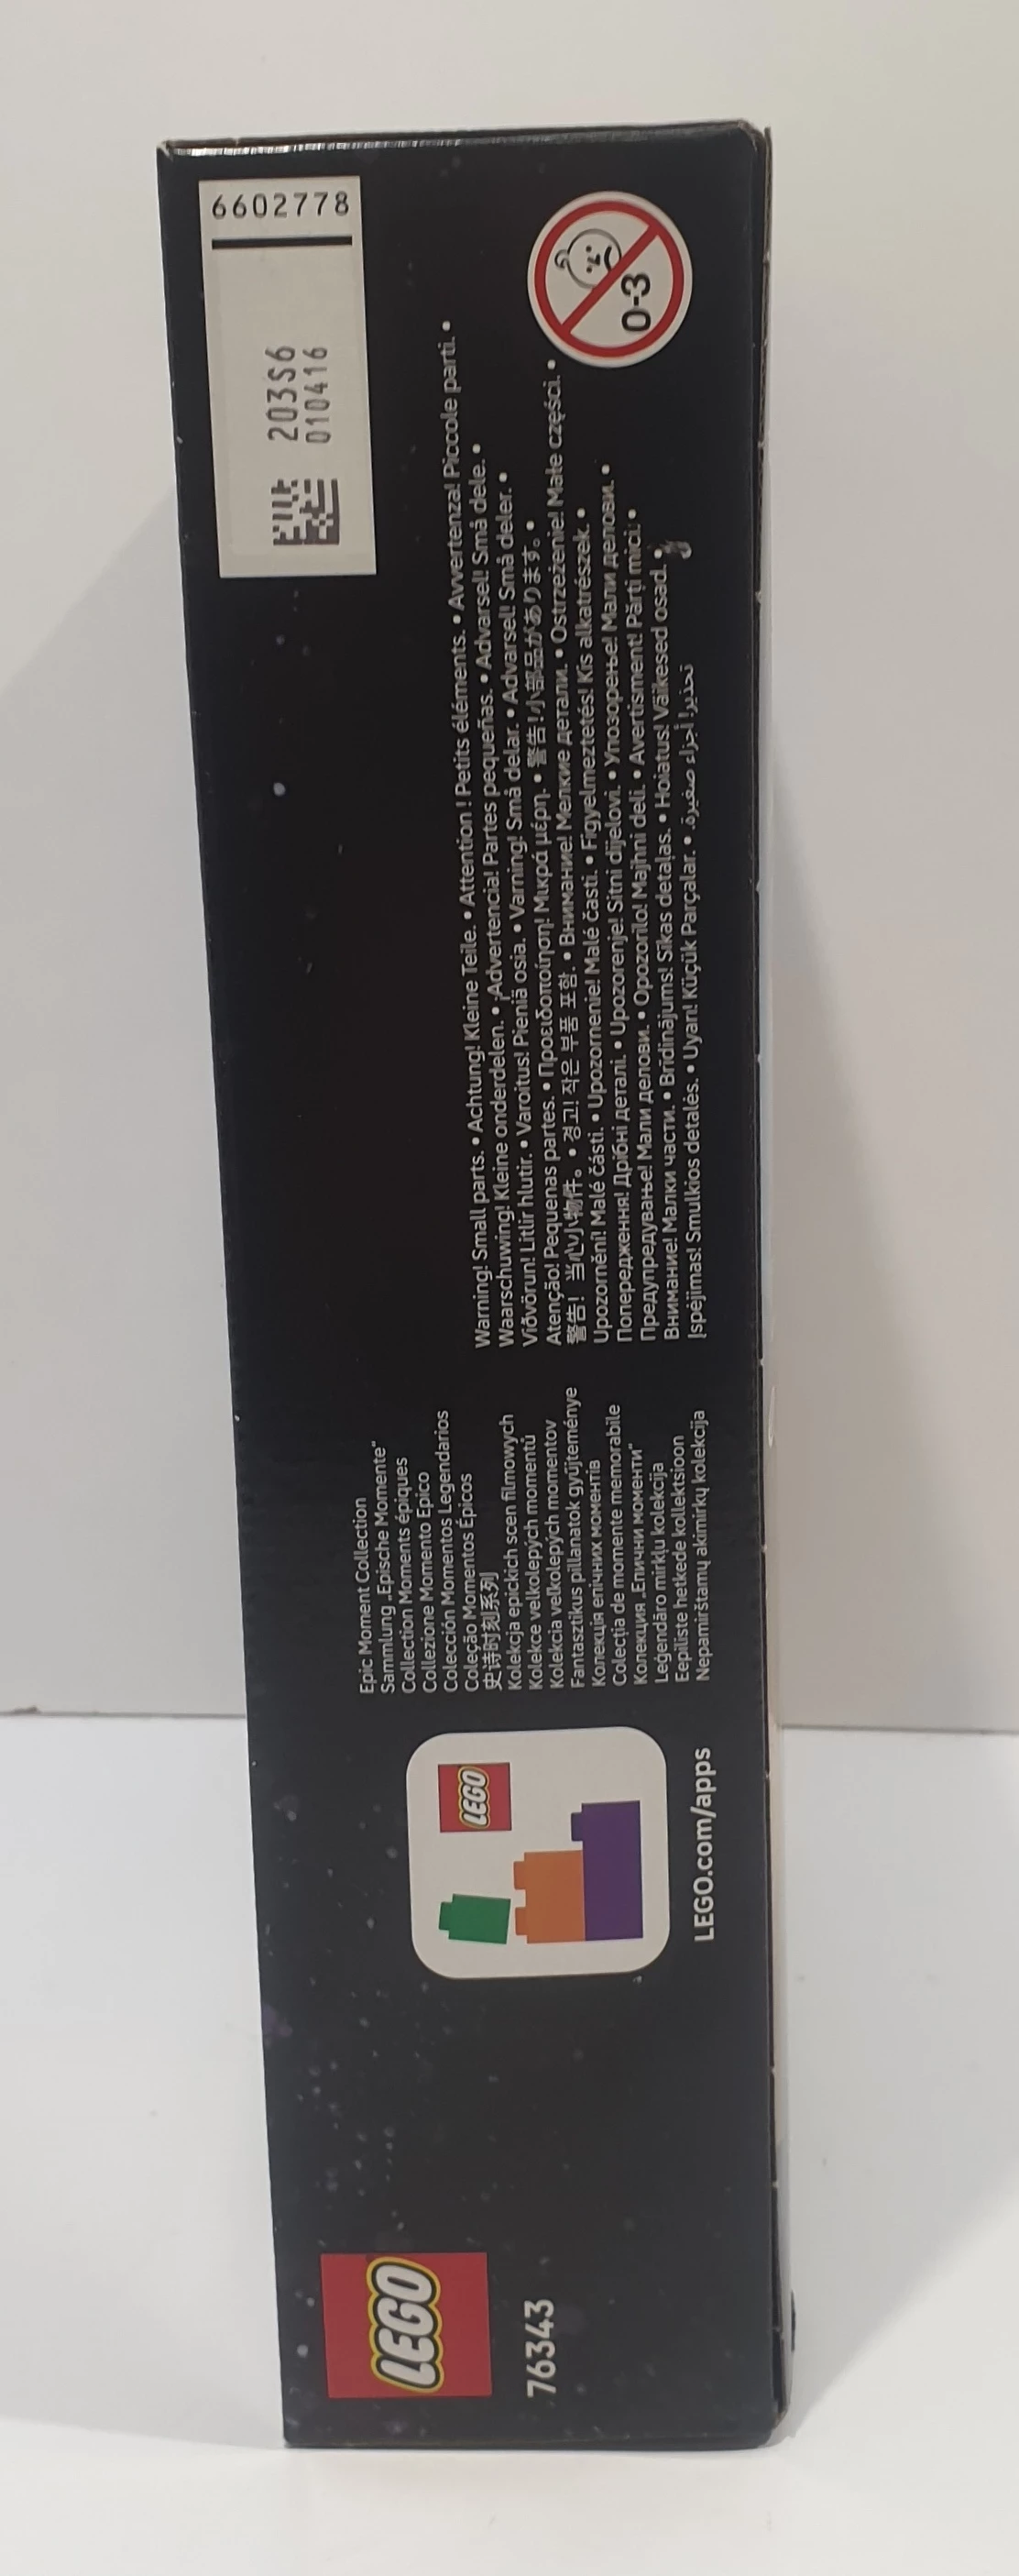 LEGO
76343
LEGO
LEGO.com/apps
Epic Moment Collection
Sammlung „Epische Momente“
Collection Moments épiques
Collezione Momento Epico
Colección Momentos Legendarios
Coleção Momentos Épicos
史诗时刻系列
Kolekcja epickich scen filmowych
Kolekce velkolepých momentů
Kolekcia veľkolepých momentov
Fantasztikus pillanatok gyűjteménye
Колекція епічних моментів
Colecția de momente memorabile
Колекция „Епични моменти“
Leģendāro mirkļu kolekcija
Eepiliste hetkede kollektsioon
Nepamirštamų akimirkų kolekcija
Warning! Small parts. • Achtung! Kleine Teile. • Attention ! Petits éléments. • Avvertenza! Piccole parti. •
Waarschuwing! Kleine onderdelen. • ¡Advertencia! Partes pequeñas. • Advarsel! Små dele. •
Viðvörun! Litlir hlutir. • Varoitus! Pieniä osia. • Varning! Små delar. • Advarsel! Små deler. •
Atenção! Pequenas partes. • Προειδοποίηση! Μικρά μέρη. • 警告!小部品があります。 •
警告! 当心小物件。 • 경고! 작은 부품 포함. • Внимание! Мелкие детали. • Ostrzeżenie! Małe części. •
Upozornění! Malé části. • Upozornenie! Malé časti. • Figyelmeztetés! Kis alkatrészek. •
Попередження! Дрібні деталі. • Upozorenje! Sitni dijelovi. • Упозорење! Мали делови. •
Предупредување! Мали делови. • Opozorilo! Majhni deli. • Avertisment! Părți mici. •
Внимание! Малки части. • Brīdinājums! Sīkas detaļas. • Hoiatus! Väikesed osad. •
Įspėjimas! Smulkios detalės. • Uyarı! Küçük Parçalar. • تحذير! أجزاء صغيرة.
203S6
010416
6602778
0-3